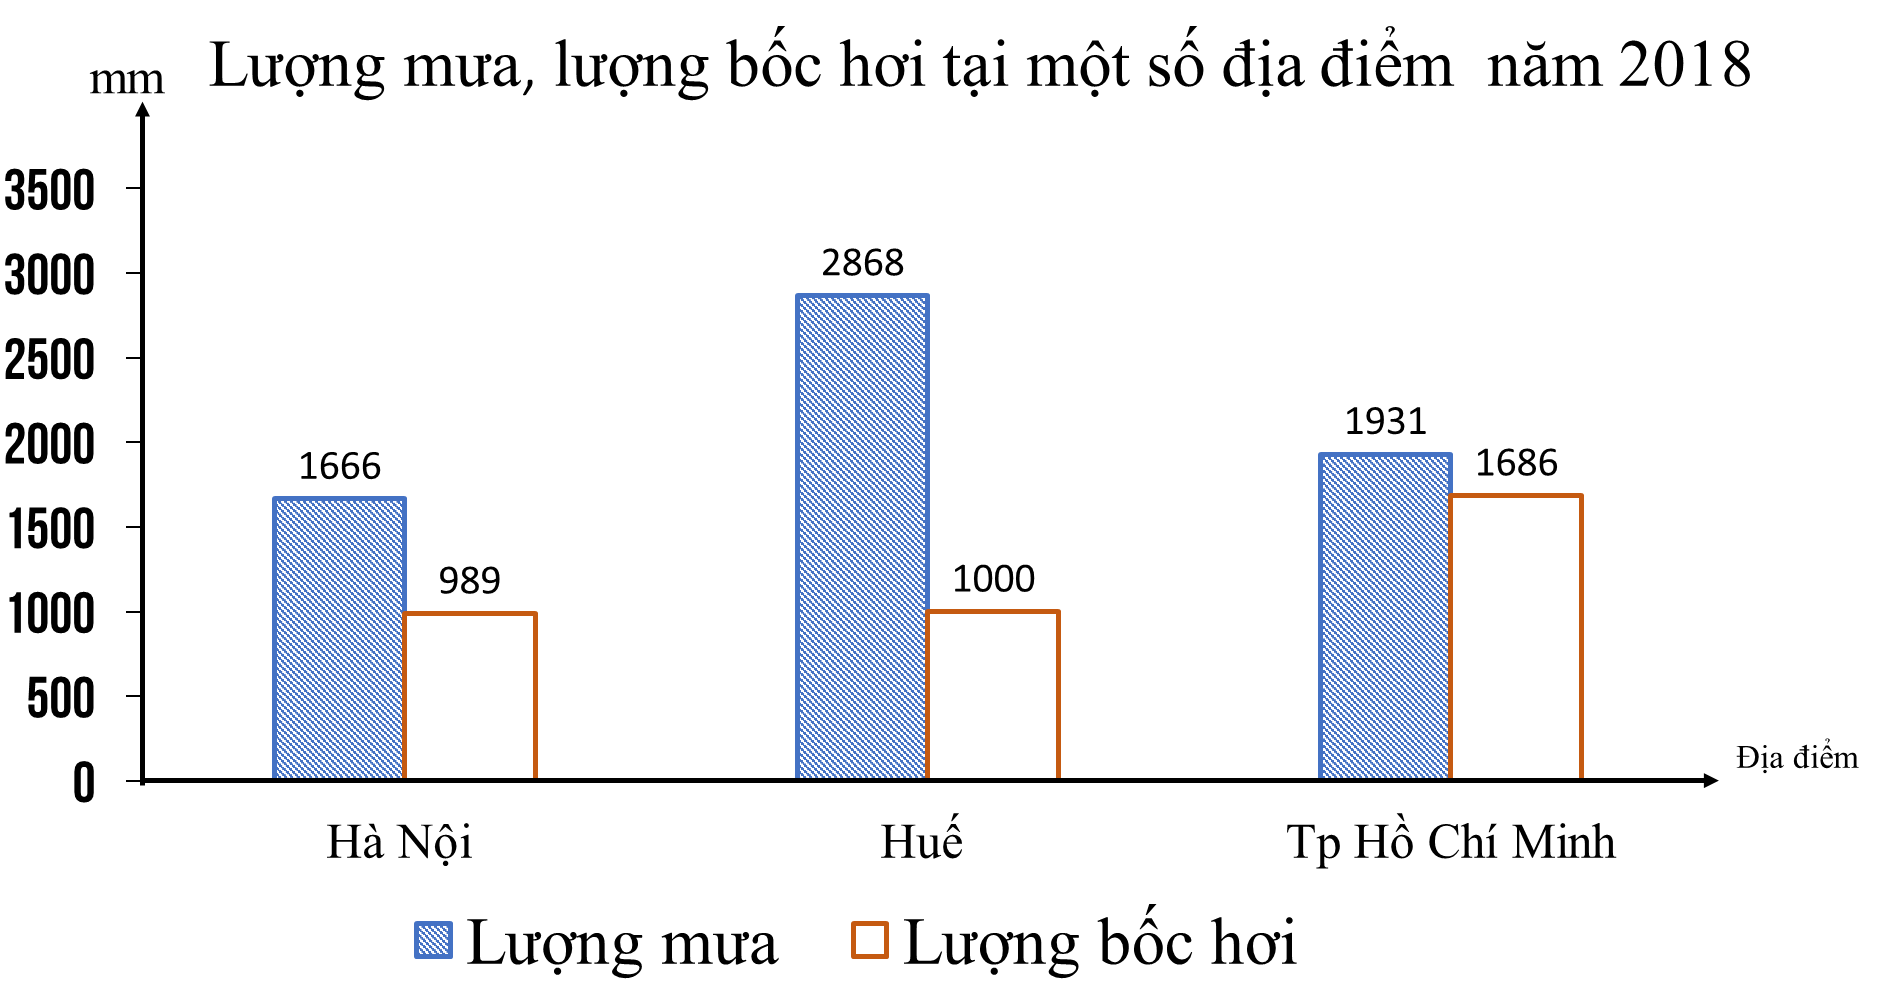 Lượng mưa, lượng bốc hơi tại một số địa điểm năm 2018
mm
3500
3000
2500
2000
1500
1000
500
0
1666
989
2868
1000
1931
1686
Địa điểm
Hà Nội
Huế
Tp Hồ Chí Minh
Lượng mưa
Lượng bốc hơi